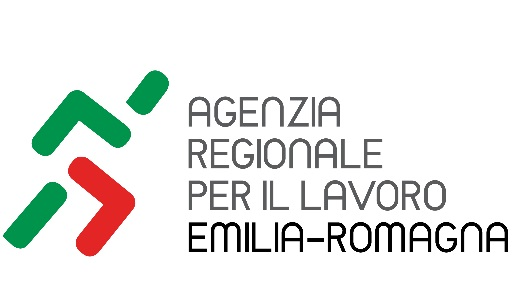 AGENZIA
REGIONALE
PER IL LAVORO
EMILIA-ROMAGNA